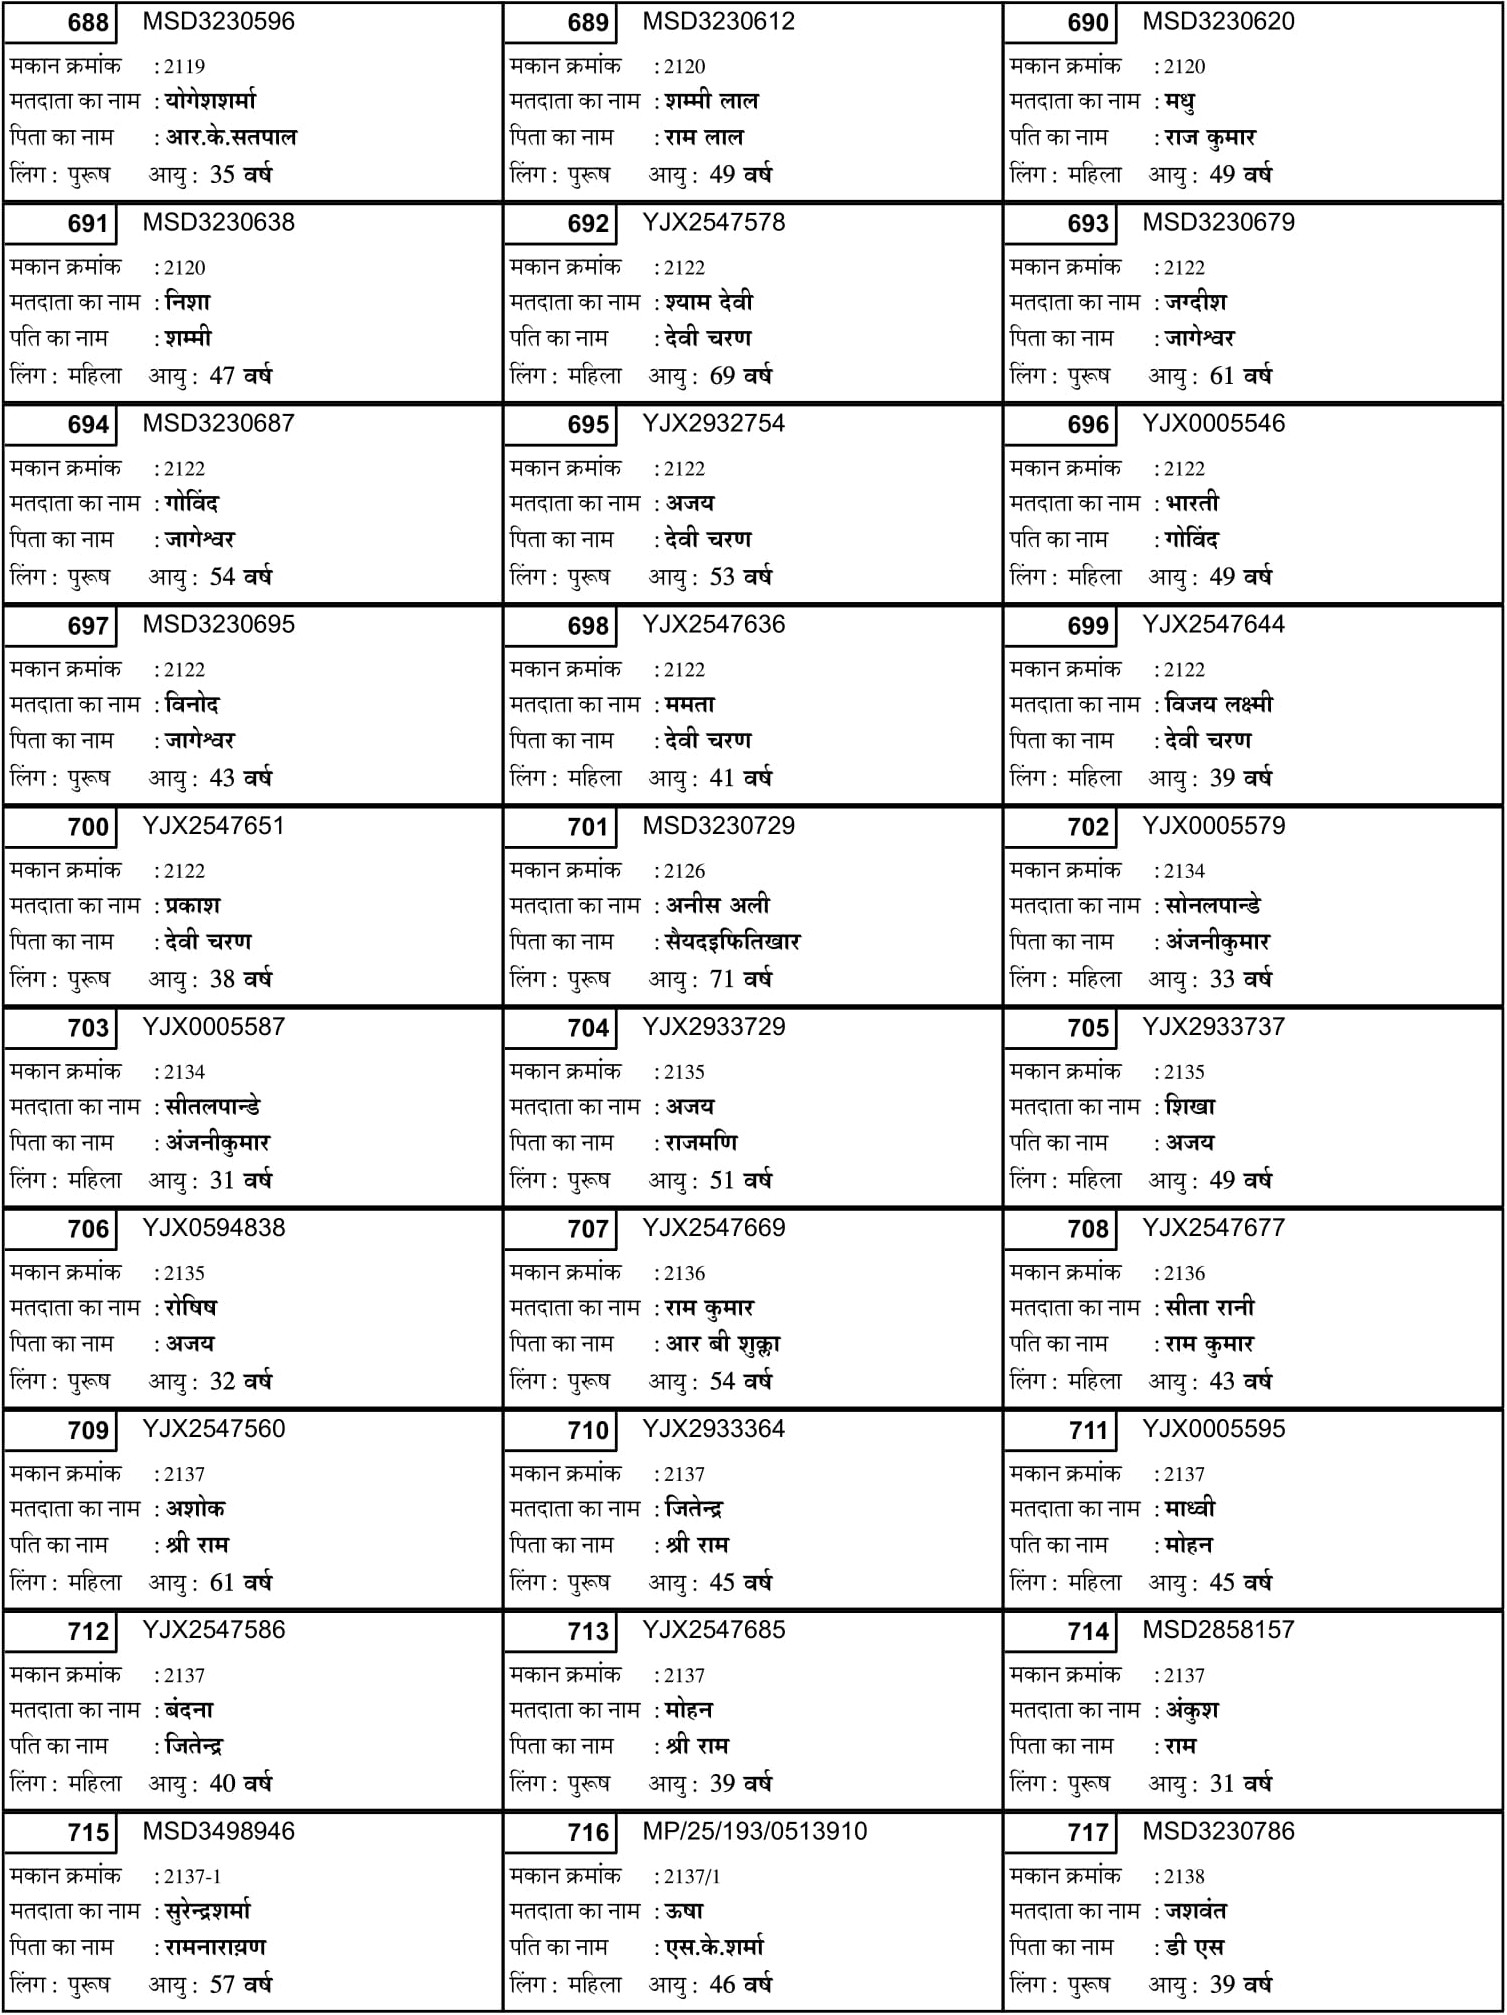 688 MSD3230596
मकान क्रमांक : 2119
मतदाता का नाम : योगेशशर्मा
पिता का नाम : आर.के.सतपाल
लिंग : पुरूष आयु : 35 वर्ष
689 MSD3230612
मकान क्रमांक : 2120
मतदाता का नाम : शम्मी लाल
पिता का नाम : राम लाल
लिंग : पुरूष आयु : 49 वर्ष
690 MSD3230620
मकान क्रमांक : 2120
मतदाता का नाम : मधु
पति का नाम : राज कुमार
लिंग : महिला आयु : 49 वर्ष
691 MSD3230638
मकान क्रमांक : 2120
मतदाता का नाम : निशा
पति का नाम : शम्मी
लिंग : महिला आयु : 47 वर्ष
692 YJX2547578
मकान क्रमांक : 2122
मतदाता का नाम : श्याम देवी
पति का नाम : देवी चरण
लिंग : महिला आयु : 69 वर्ष
693 MSD3230679
मकान क्रमांक : 2122
मतदाता का नाम : जग्दीश
पिता का नाम : जागेश्वर
लिंग : पुरूष आयु : 61 वर्ष
694 MSD3230687
मकान क्रमांक : 2122
मतदाता का नाम : गोविंद
पिता का नाम : जागेश्वर
लिंग : पुरूष आयु : 54 वर्ष
695 YJX2932754
मकान क्रमांक : 2122
मतदाता का नाम : अजय
पिता का नाम : देवी चरण
लिंग : पुरूष आयु : 53 वर्ष
696 YJX0005546
मकान क्रमांक : 2122
मतदाता का नाम : भारती
पति का नाम : गोविंद
लिंग : महिला आयु : 49 वर्ष
697 MSD3230695
मकान क्रमांक : 2122
मतदाता का नाम : विनोद
पिता का नाम : जागेश्वर
लिंग : पुरूष आयु : 43 वर्ष
698 YJX2547636
मकान क्रमांक : 2122
मतदाता का नाम : ममता
पिता का नाम : देवी चरण
लिंग : महिला आयु : 41 वर्ष
699 YJX2547644
मकान क्रमांक : 2122
मतदाता का नाम : विजय लक्ष्मी
पिता का नाम : देवी चरण
लिंग : महिला आयु : 39 वर्ष
700 YJX2547651
मकान क्रमांक : 2122
मतदाता का नाम : प्रकाश
पिता का नाम : देवी चरण
लिंग : पुरूष आयु : 38 वर्ष
701 MSD3230729
मकान क्रमांक : 2126
मतदाता का नाम : अनीस अली
पिता का नाम : सैयदइफितिखार
लिंग : पुरूष आयु : 71 वर्ष
702 YJX0005579
मकान क्रमांक : 2134
मतदाता का नाम : सोनलपान्डे
पिता का नाम : अंजनीकुमार
लिंग : महिला आयु : 33 वर्ष
703 YJX0005587
मकान क्रमांक : 2134
मतदाता का नाम : सीतलपान्डे
पिता का नाम : अंजनीकुमार
लिंग : महिला आयु : 31 वर्ष
704 YJX2933729
मकान क्रमांक : 2135
मतदाता का नाम : अजय
पिता का नाम : राजमणि
लिंग : पुरूष आयु : 51 वर्ष
705 YJX2933737
मकान क्रमांक : 2135
मतदाता का नाम : शिखा
पति का नाम : अजय
लिंग : महिला आयु : 49 वर्ष
706 YJX0594838
मकान क्रमांक : 2135
मतदाता का नाम : रोषिष
पिता का नाम : अजय
लिंग : पुरूष आयु : 32 वर्ष
707 YJX2547669
मकान क्रमांक : 2136
मतदाता का नाम : राम कुमार
पिता का नाम : आर बी शुक्ला
लिंग : पुरूष आयु : 54 वर्ष
708 YJX2547677
मकान क्रमांक : 2136
मतदाता का नाम : सीता रानी
पति का नाम : राम कुमार
लिंग : महिला आयु : 43 वर्ष
709 YJX2547560
मकान क्रमांक : 2137
मतदाता का नाम : अशोक
पति का नाम : श्री राम
लिंग : महिला आयु : 61 वर्ष
710 YJX2933364
मकान क्रमांक : 2137
मतदाता का नाम : जितेन्द्र
पिता का नाम : श्री राम
लिंग : पुरूष आयु : 45 वर्ष
711 YJX0005595
मकान क्रमांक : 2137
मतदाता का नाम : माध्वी
पति का नाम : मोहन
लिंग : महिला आयु : 45 वर्ष
712 YJX2547586
मकान क्रमांक : 2137
मतदाता का नाम : बंदना
पति का नाम : जितेन्द्र
लिंग : महिला आयु : 40 वर्ष
713 YJX2547685
मकान क्रमांक : 2137
मतदाता का नाम : मोहन
पिता का नाम : श्री राम
लिंग : पुरूष आयु : 39 वर्ष
714 MSD2858157
मकान क्रमांक : 2137
मतदाता का नाम : अंकुश
पिता का नाम : राम
लिंग : पुरूष आयु : 31 वर्ष
715 MSD3498946
मकान क्रमांक : 2137-1
मतदाता का नाम : सुरेन्द्रशर्मा
पिता का नाम : रामनारायण
लिंग : पुरूष आयु : 57 वर्ष
716 MP/25/193/0513910
मकान क्रमांक : 2137/1
मतदाता का नाम : ऊषा
पति का नाम : एस.के.शर्मा
लिंग : महिला आयु : 46 वर्ष
717 MSD3230786
मकान क्रमांक : 2138
मतदाता का नाम : जशवंत
पिता का नाम : डी एस
लिंग : पुरूष आयु : 39 वर्ष